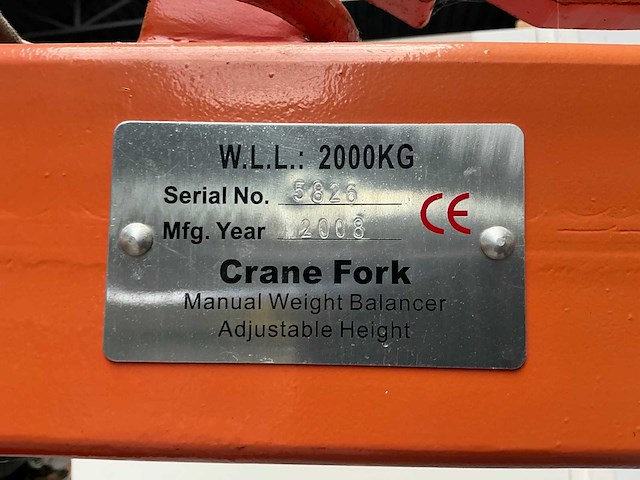 W.L.L.: 2000KG
Serial No. 5826
Mfg. Year 2008
CE
Crane Fork
Manual Weight Balancer
Adjustable Height